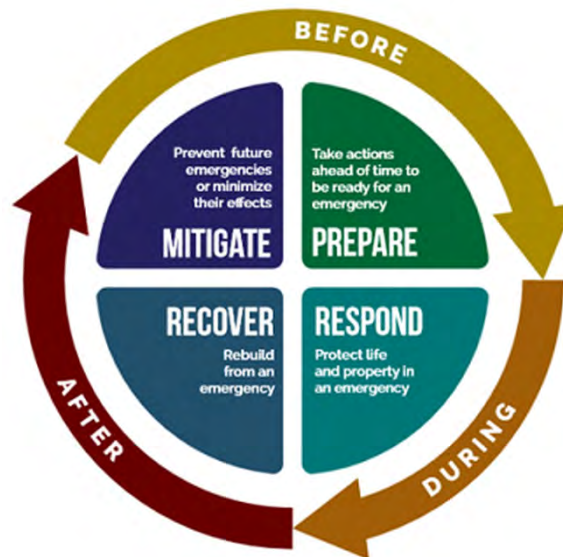 BEFORE
Prevent future
emergencies
or minimize
their effects
MITIGATE
Take actions
ahead of time to
be ready for an
emergency
PREPARE
RECOVER
Rebuild
from an
emergency
RESPOND
Protect life
and property in
an emergency
AFTER
DURING